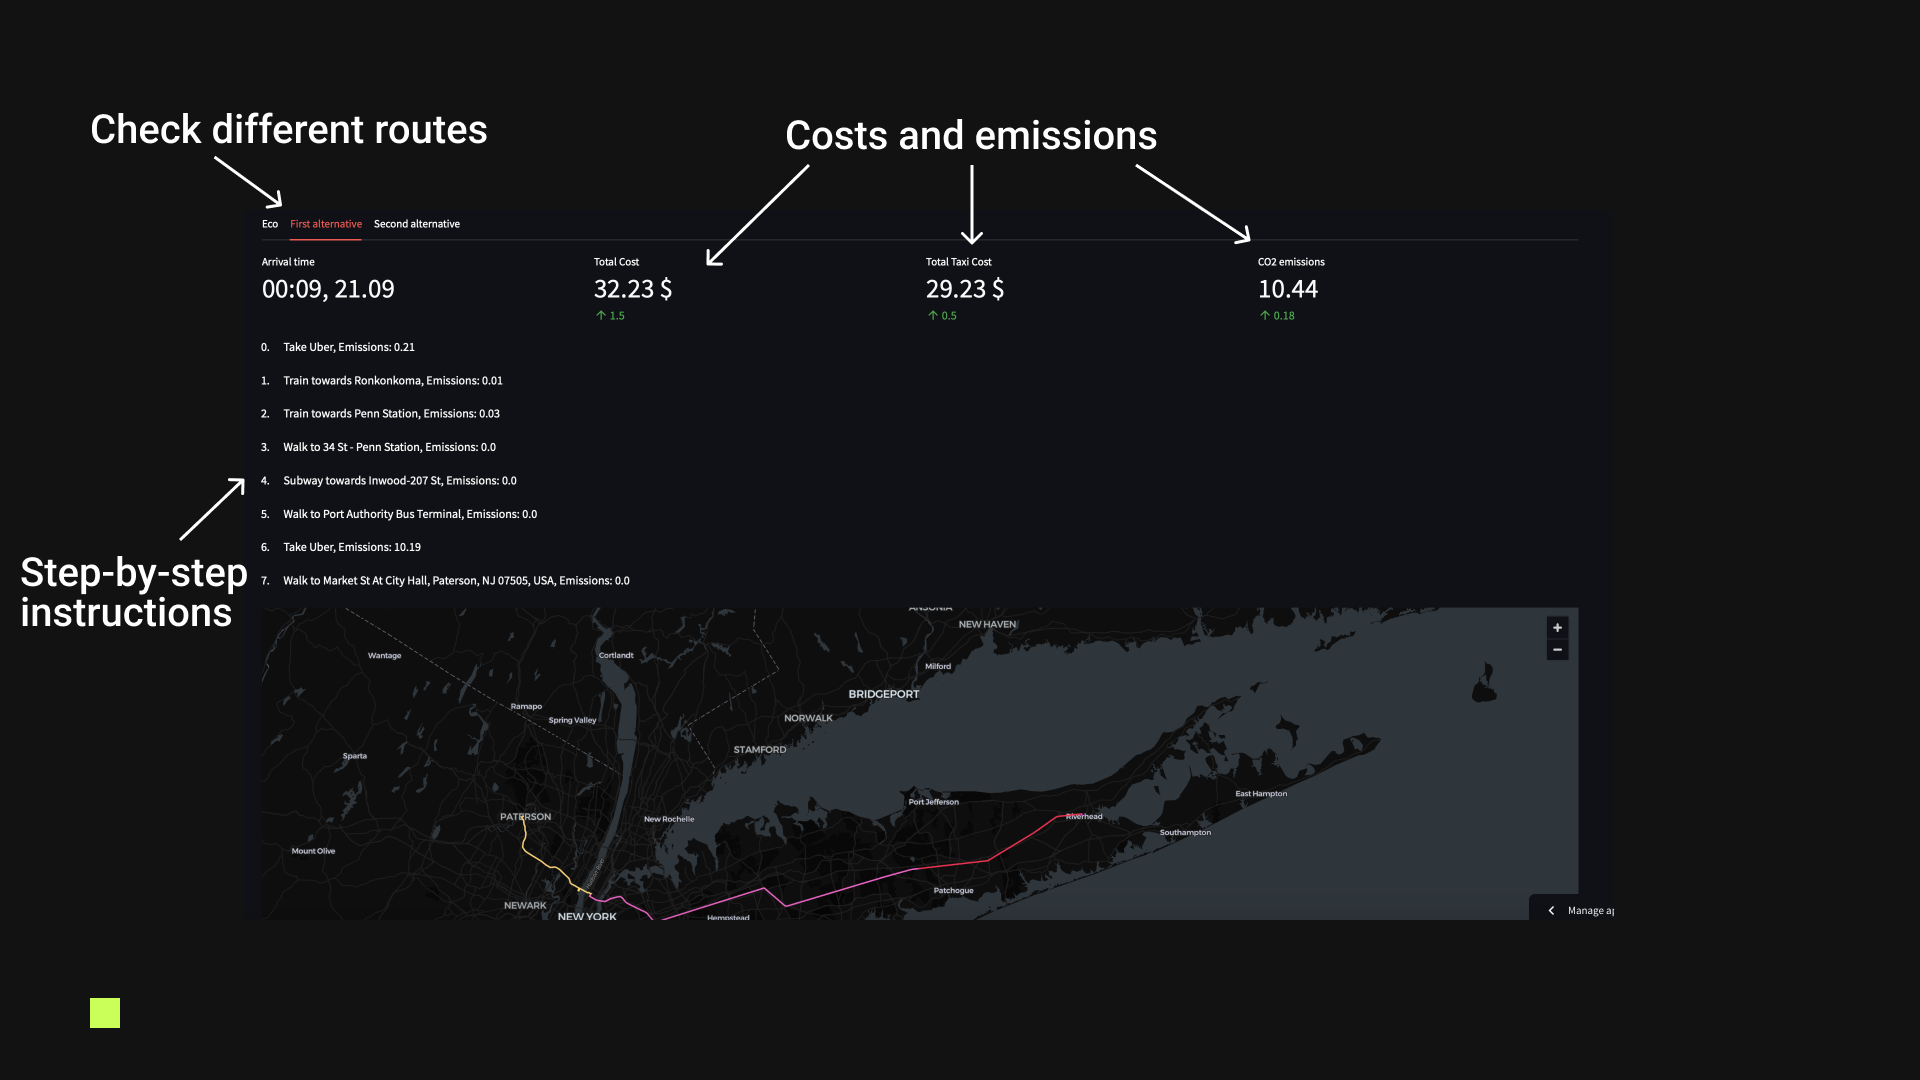 Check different routes
Costs and emissions
Eco First alternative Second alternative
Arrival time
00:09, 21.09
Total Cost
32.23 $
↑ 1.5
Total Taxi Cost
29.23 $
↑ 0.5
CO2 emissions
10.44
↑ 0.18
0. Take Uber, Emissions: 0.21
1. Train towards Ronkonkoma, Emissions: 0.01
2. Train towards Penn Station, Emissions: 0.03
3. Walk to 34 St - Penn Station, Emissions: 0.0
4. Subway towards Inwood-207 St, Emissions: 0.0
5. Walk to Port Authority Bus Terminal, Emissions: 0.0
6. Take Uber, Emissions: 10.19
7. Walk to Market St At City Hall, Paterson, NJ 07505, USA, Emissions: 0.0
Step-by-step
instructions
ANSONIA
NEW HAVEN
+
−
Wantage
Cortlandt
Milford
BRIDGEPORT
Ramapo
Spring Valley
NORWALK
STAMFORD
Sparta
East Hampton
Port Jefferson
PATERSON
New Rochelle
Riverhead
Southampton
Mount Olive
Patchogue
NEWARK
NEW YORK
Hempstead
Manage ap